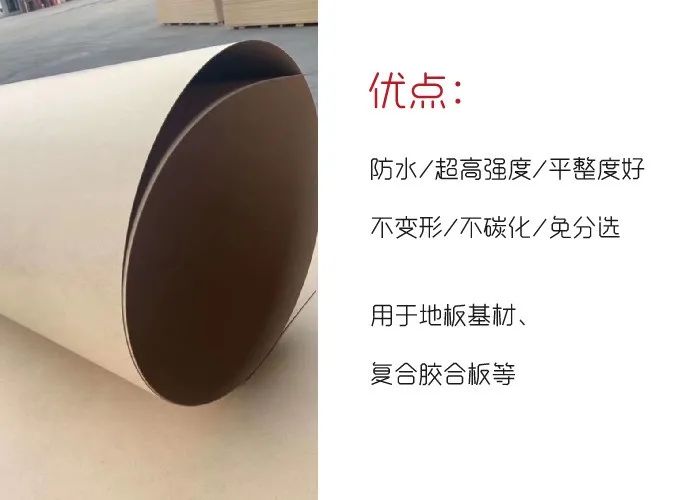 优点：
防水/超高强度/平整度好
不变形/不碳化/免分选
用于地板基材、
复合胶合板等